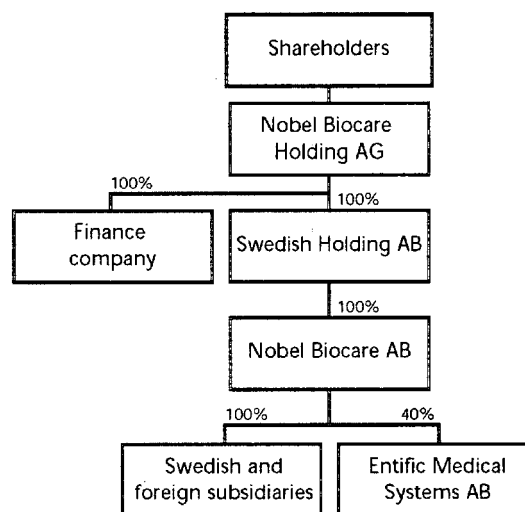 Shareholders
Nobel Biocare
Holding AG
100%
100%
Finance
company
Swedish Holding AB
100%
Nobel Biocare AB
100%
40%
Swedish and
foreign subsidiaries
Entific Medical
Systems AB